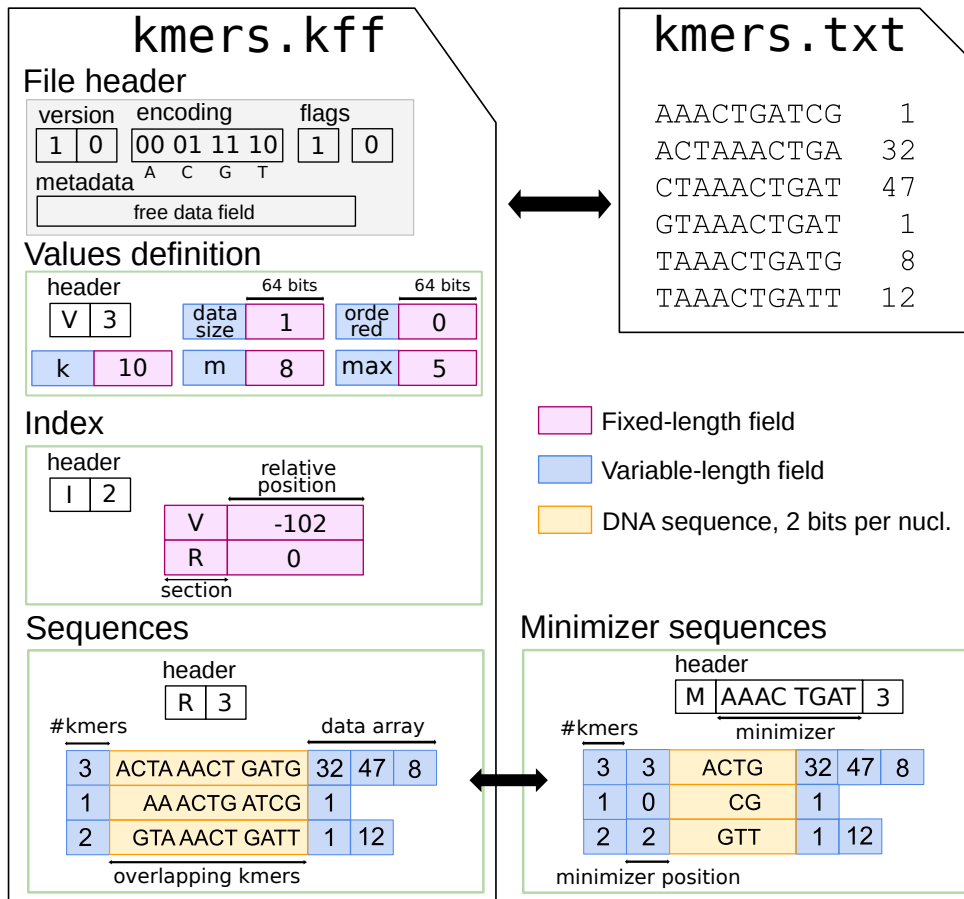 kmers.kff
File header
version encoding flags
1 0 00 01 11 10 1 0
A C G T
metadata
free data field
Values definition
header
V 3
64 bits
data size 1
64 bits
orde red 0
k 10 m 8 max 5
Index
header
I 2
relative position
V -102
R 0
section
Sequences
header
R 3
#kmers data array
3 ACTA AACT GATG 32 47 8
1 AA ACTG ATCG 1
2 GTA AACT GATT 1 12
overlapping kmers
kmers.txt
AAACTGATCG 1
ACTAAACTGA 32
CTAAACTGAT 47
GTAAACTGAT 1
TAAACTGATG 8
TAAACTGATT 12
Fixed-length field
Variable-length field
DNA sequence, 2 bits per nucl.
Minimizer sequences
header
M AAAC TGAT 3
#kmers minimizer
3 3 ACTG 32 47 8
1 0 CG 1
2 2 GTT 1 12
minimizer position